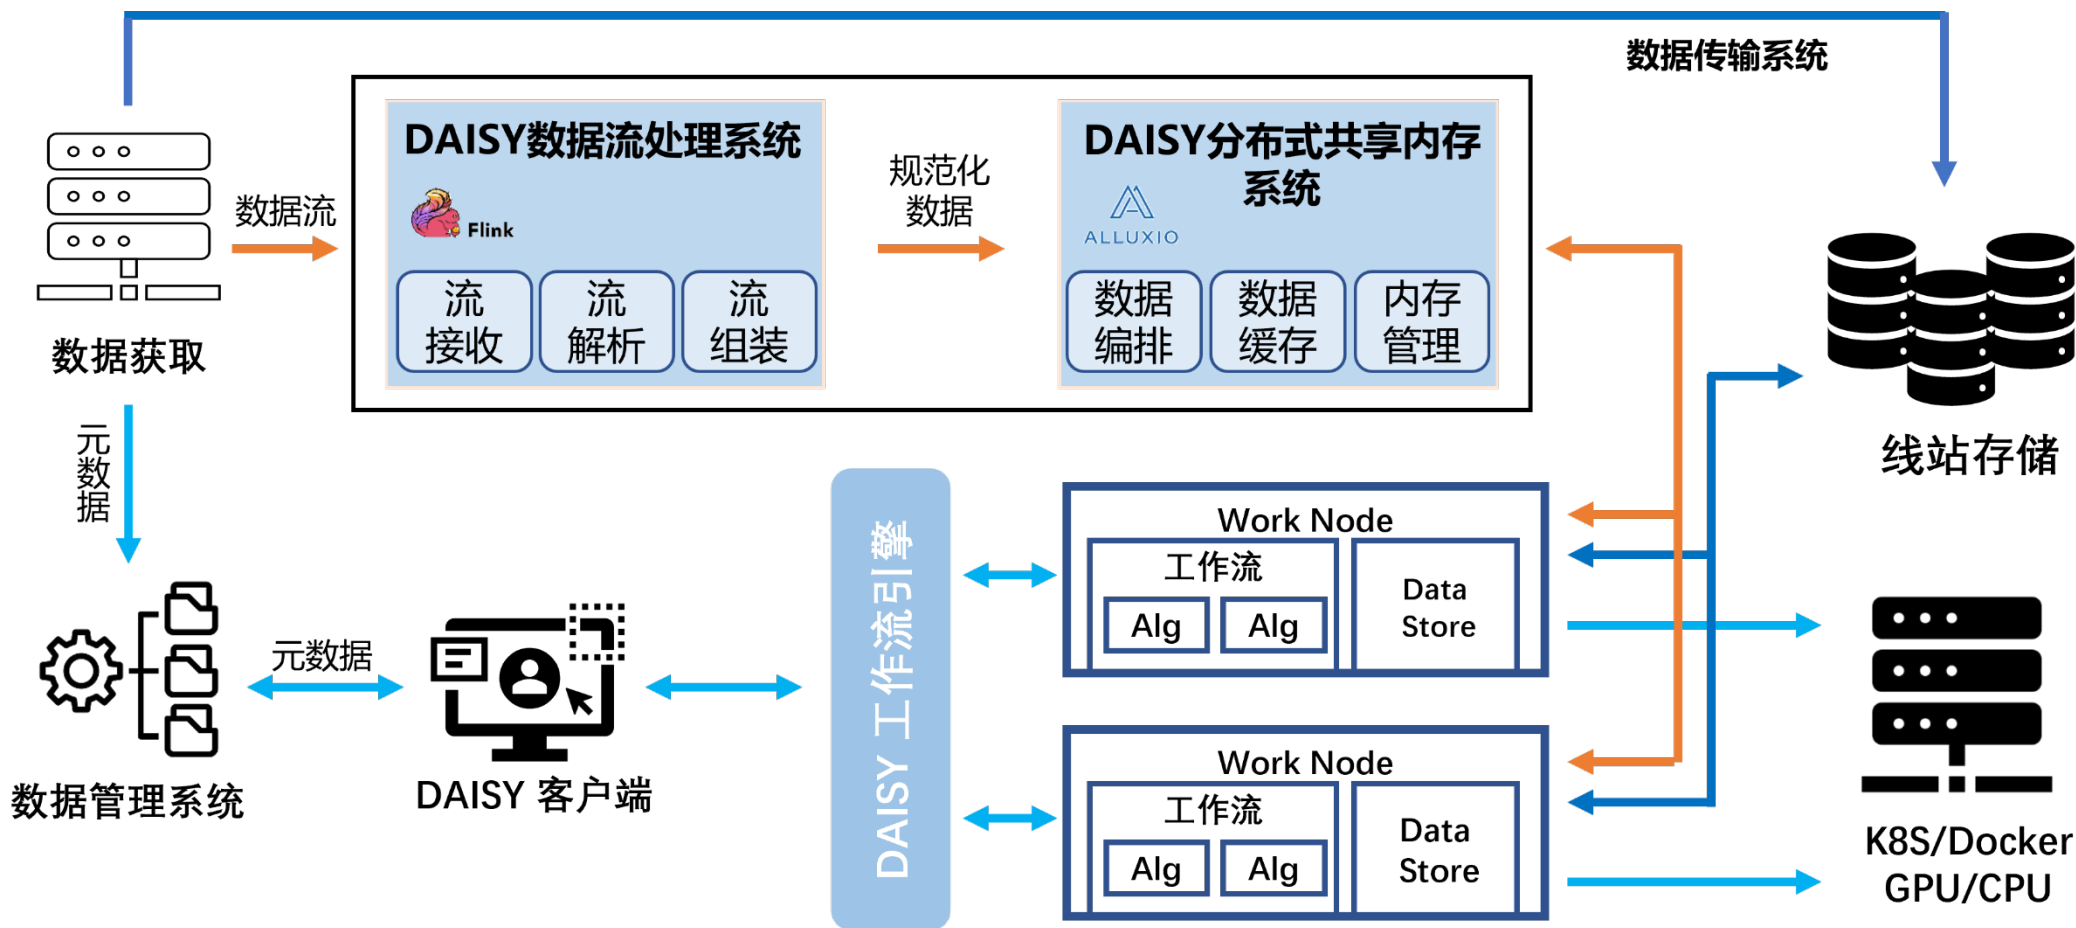 数据传输系统
DAISY数据流处理系统
Flink
流
接收
流
解析
流
组装
数据流
规范化
数据
DAISY分布式共享内存
系统
ALLUXIO
数据
编排
数据
缓存
内存
管理
数据获取
元数据
线站存储
数据管理系统
元数据
DAISY 客户端
DAISY 工作流引擎
Work Node
工作流
Alg
Alg
Data
Store
Work Node
工作流
Alg
Alg
Data
Store
K8S/Docker
GPU/CPU